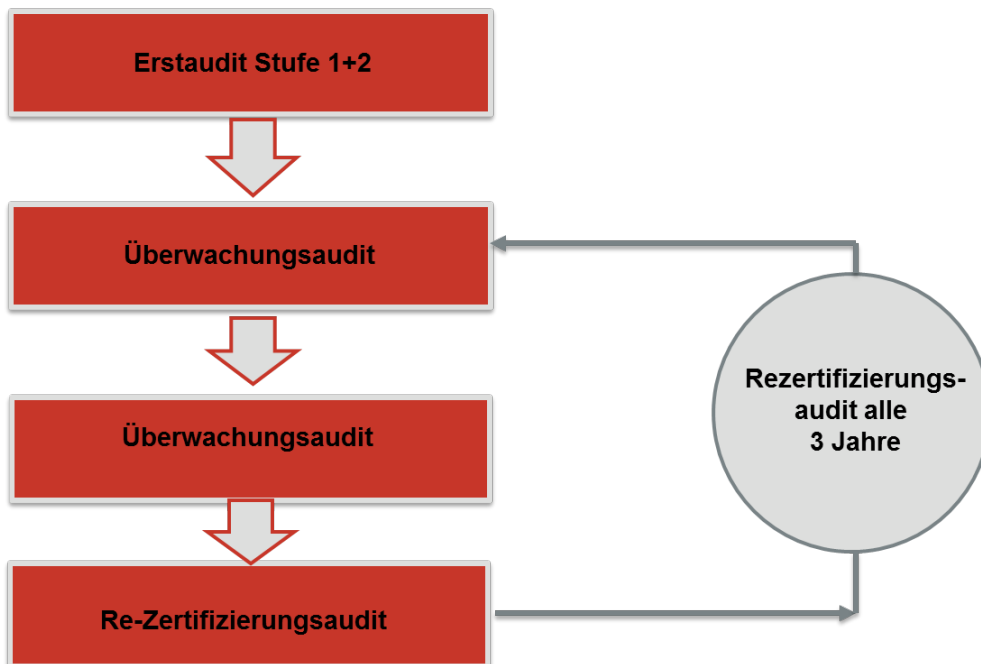 Erstaudit Stufe 1+2
Überwachungsaudit
Überwachungsaudit
Re-Zertifizierungsaudit
Rezertifizierungs-
audit alle
3 Jahre